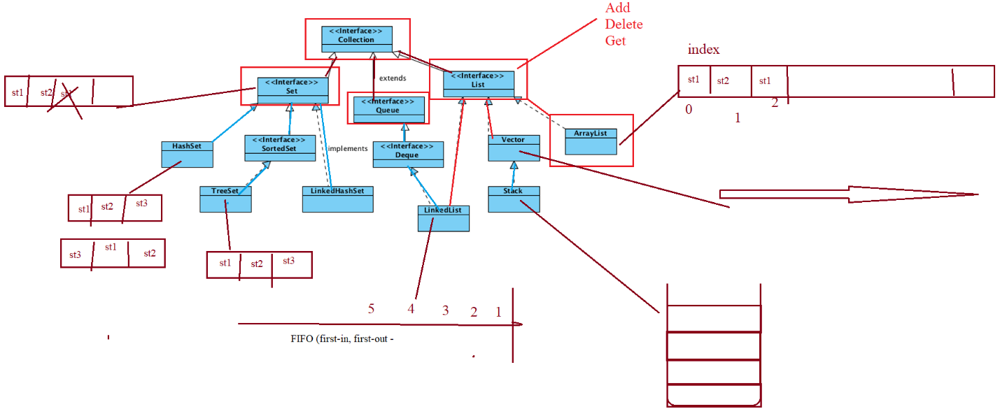 Add
Delete
Get
<<Interface>>
Collection
index
<<Interface>>
List
extends
st1
st2
st1
0
1
2
<<Interface>>
Set
st1
st2
st1
<<Interface>>
Queue
ArrayList
HashSet
<<Interface>>
SortedSet
implements
<<Interface>>
Deque
Vector
TreeSet
LinkedHashSet
LinkedList
Stack
st1
st2
st3
st3
st1
st2
st1
st2
st3
5
4
3
2
1
FIFO (first-in, first-out -